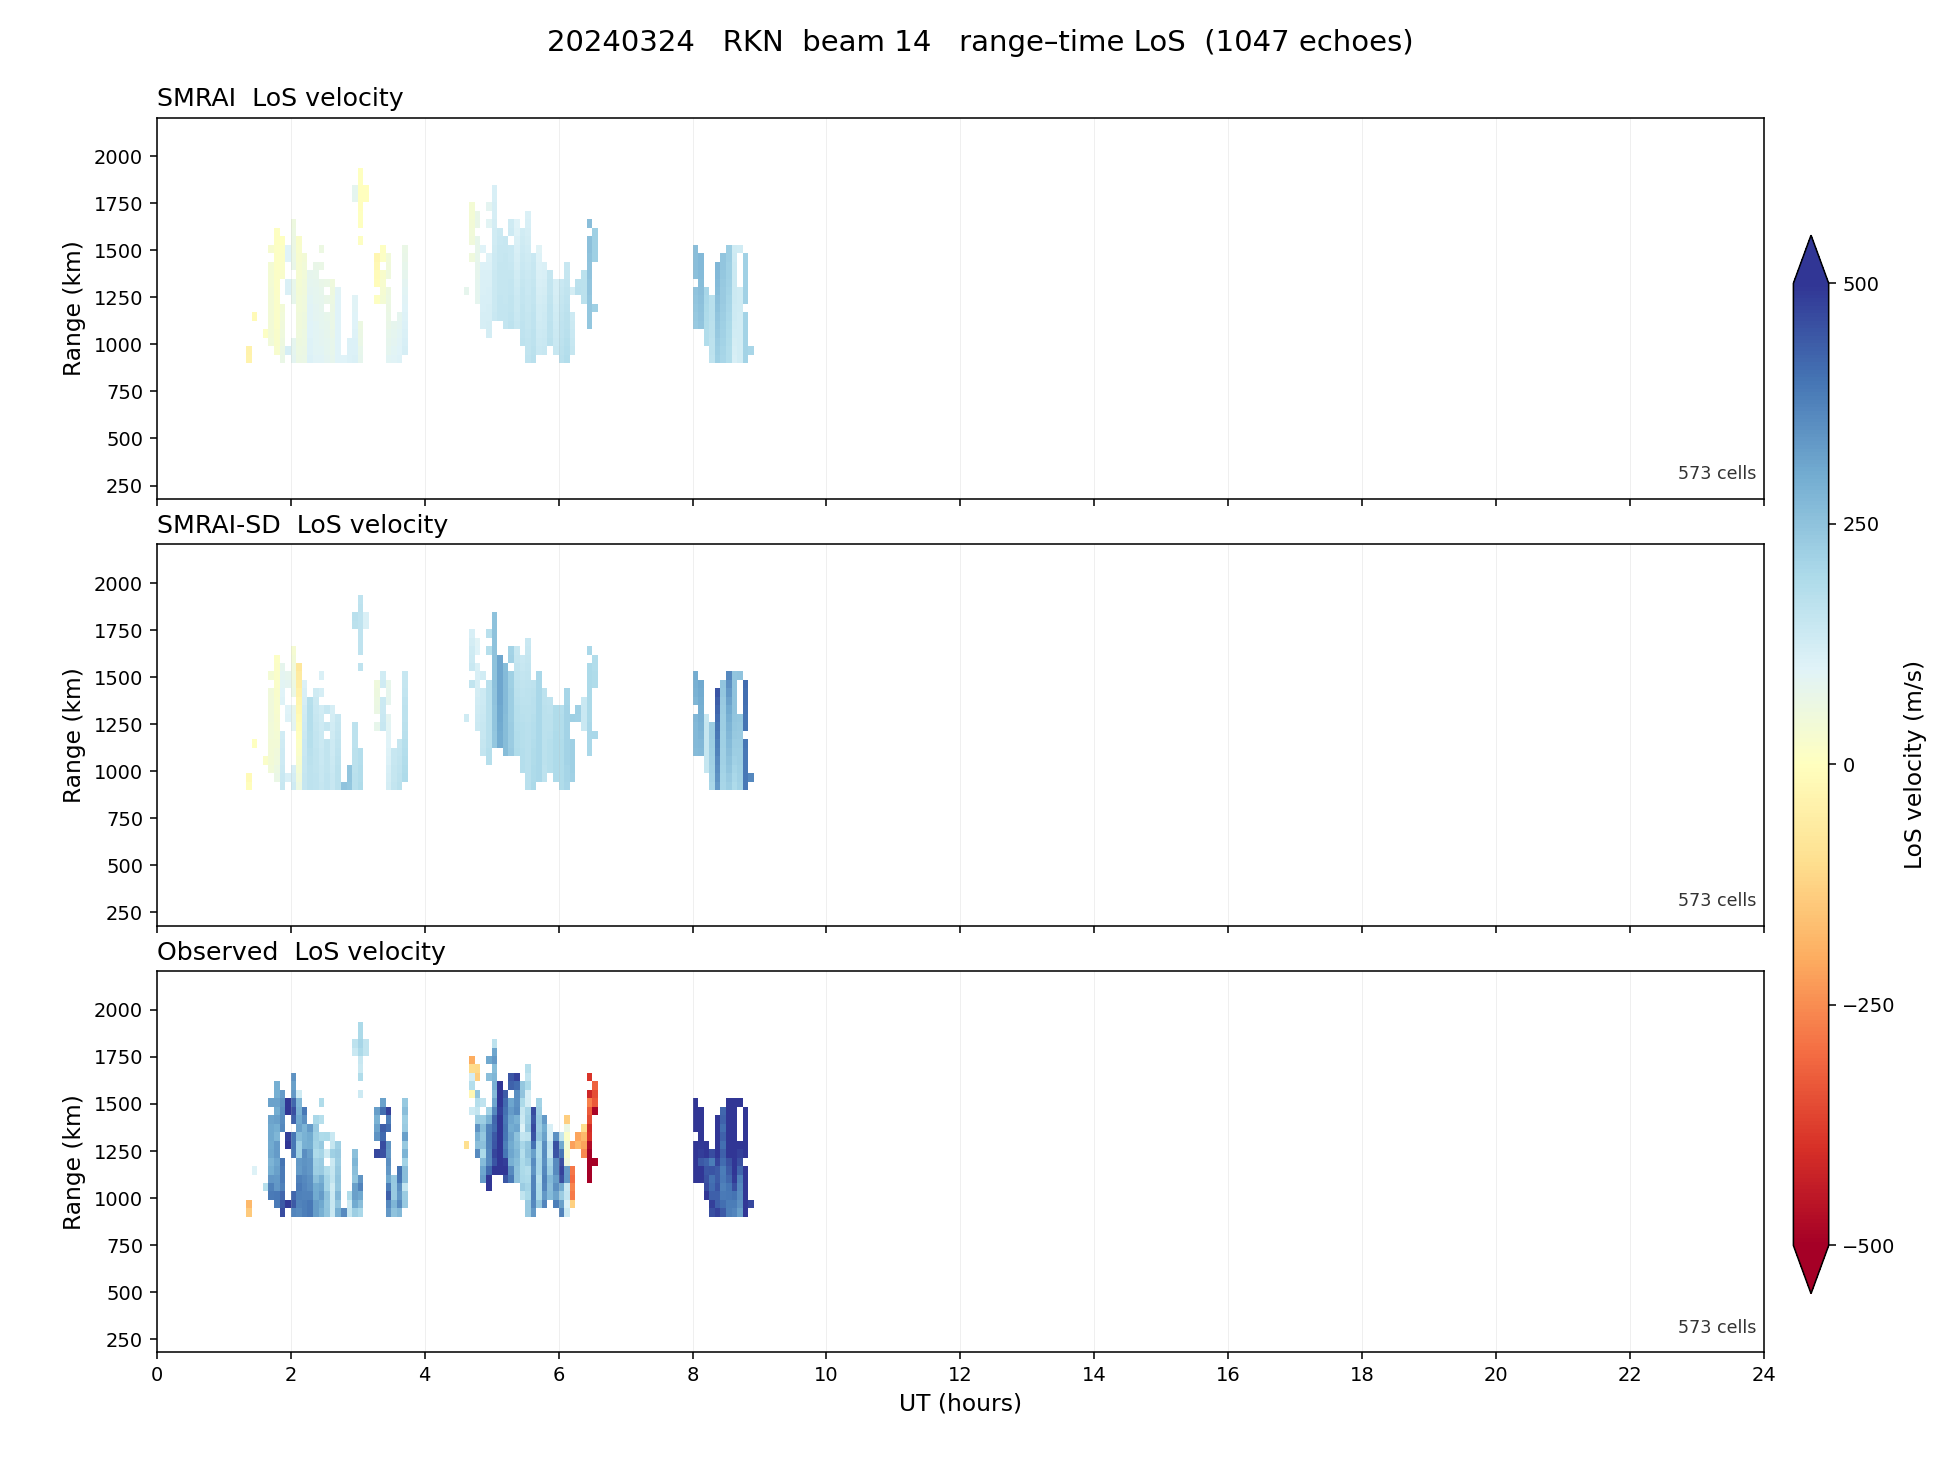 20240324   RKN  beam 14   range–time LoS  (1047 echoes)
SMRAI  LoS velocity
2000
1750
1500
1250
1000
750
500
250
Range (km)
573 cells
SMRAI-SD  LoS velocity
2000
1750
1500
1250
1000
750
500
250
Range (km)
573 cells
Observed  LoS velocity
2000
1750
1500
1250
1000
750
500
250
Range (km)
573 cells
0 2 4 6 8 10 12 14 16 18 20 22 24
UT (hours)
500
250
0
−250
−500
LoS velocity (m/s)